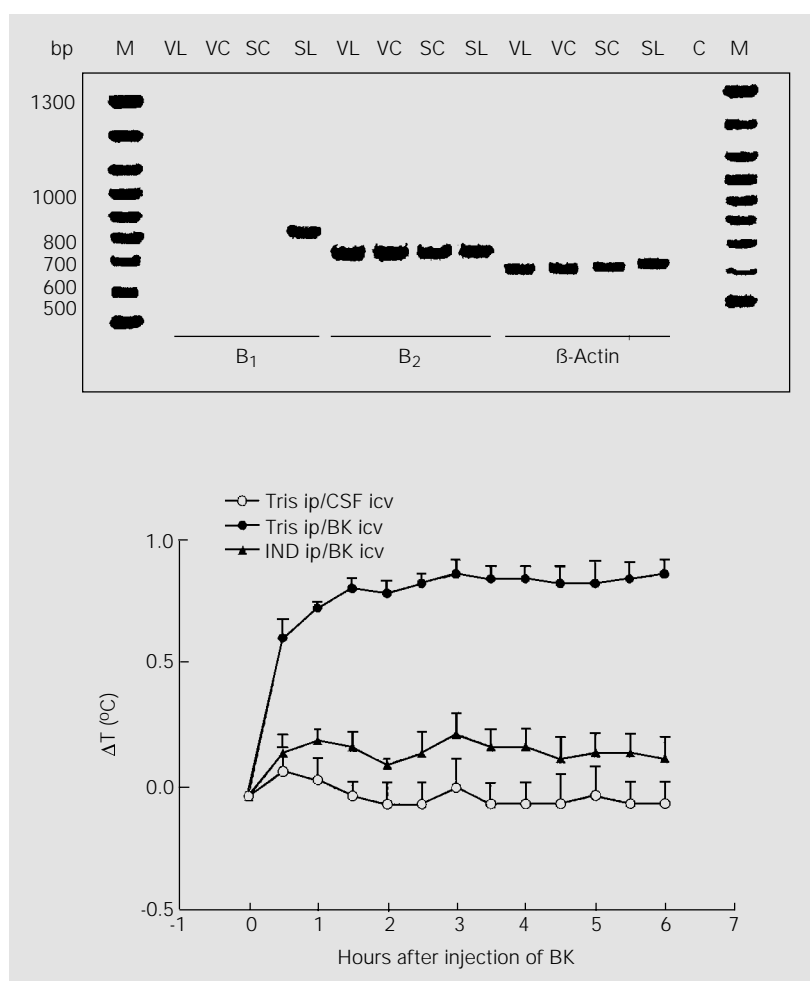 bp M VL VC SC SL VL VC SC SL VL VC SC SL C M
1300
1000
800
700
600
500
B1 B2 ß-Actin
Tris ip/CSF icv
Tris ip/BK icv
IND ip/BK icv
1.0
0.5
0.0
-0.5
ΔT (ºC)
-1 0 1 2 3 4 5 6 7
Hours after injection of BK